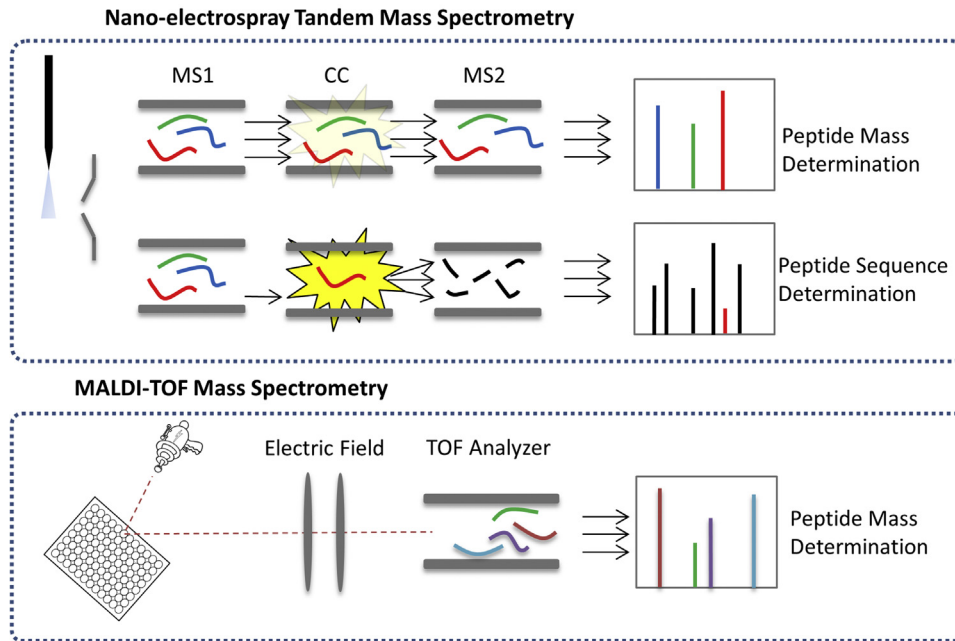 Nano-electrospray Tandem Mass Spectrometry
MS1
CC
MS2
Peptide Mass
Determination
Peptide Sequence
Determination
MALDI-TOF Mass Spectrometry
Electric Field
TOF Analyzer
Peptide Mass
Determination